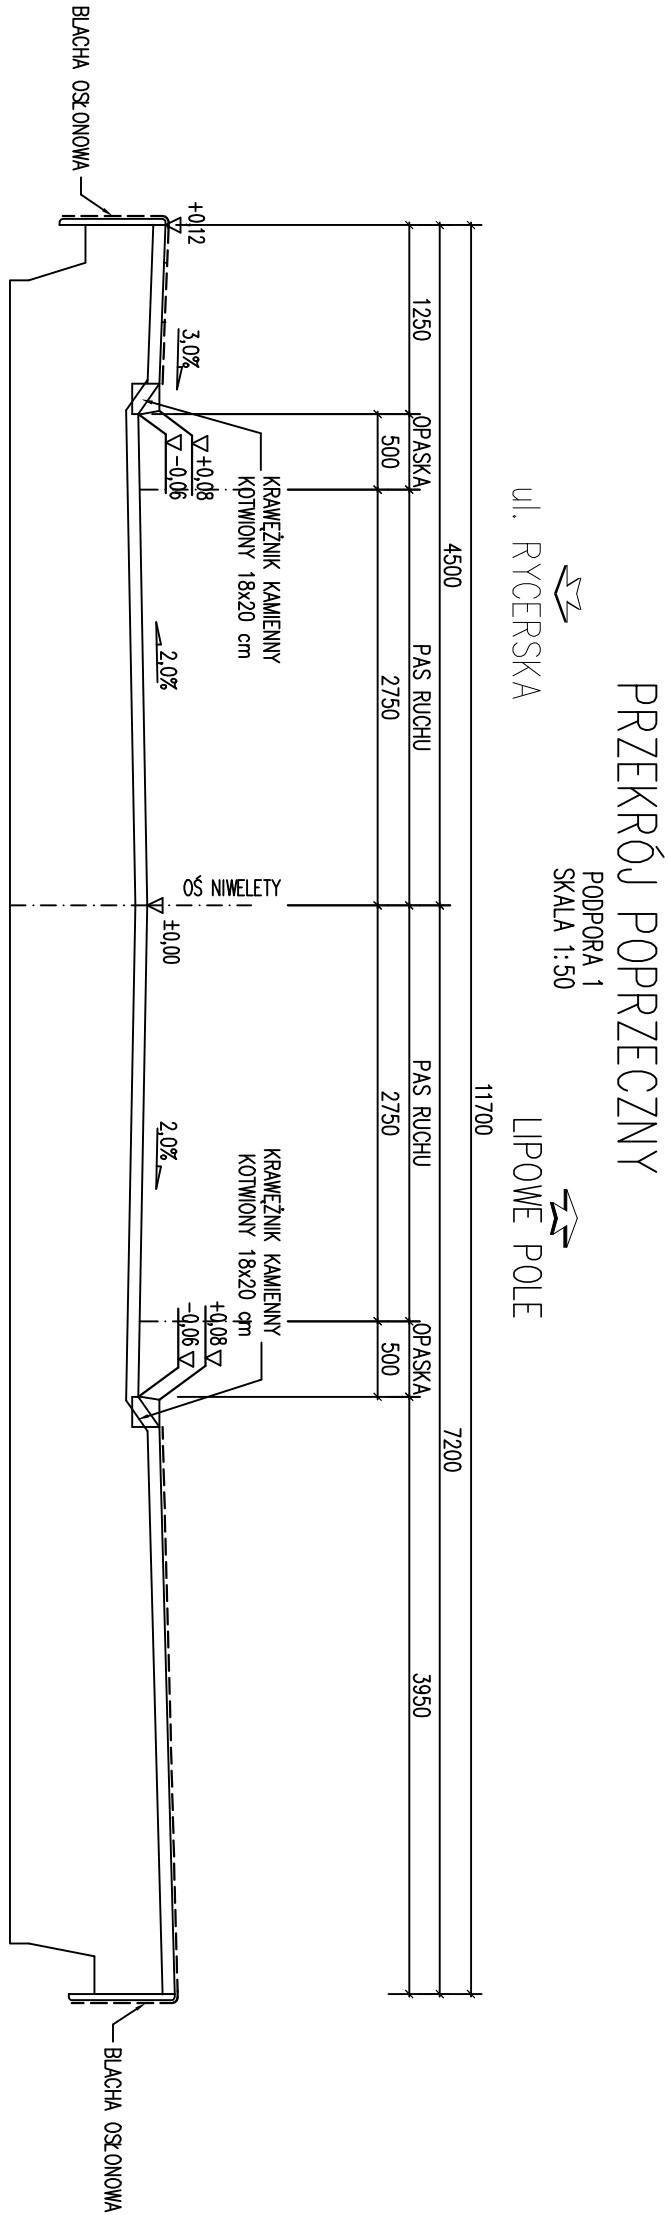 PRZEKRÓJ POPRZECZNY
PODPORA 1
SKALA 1:50
ul. RYCERSKA
LIPOWE POLE
11700
4500
7200
1250
OPASKA
PAS RUCHU
PAS RUCHU
OPASKA
3950
500
2750
2750
500
KRAWĘŻNIK KAMIENNY
KOTWIONY 18x20 cm
OŚ NIWELETY
KRAWĘŻNIK KAMIENNY
KOTWIONY 18x20 cm
+0,12
3,0%
+0,08
-0,06
2,0%
±0,00
2,0%
+0,08
-0,06
BLACHA OSŁONOWA
BLACHA OSŁONOWA